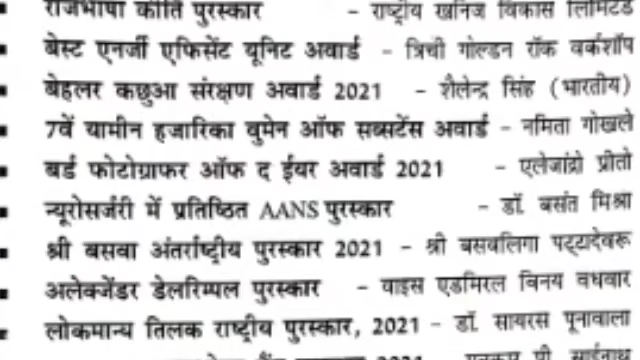 राजभाषा कीर्ति पुरस्कार - राष्ट्रीय खनिज विकास लिमिटेड
बेस्ट एनर्जी एफिसेंट यूनिट अवार्ड - त्रिची गोल्डन रॉक वर्कशॉप
बेहलर कछुआ संरक्षण अवार्ड 2021 - शैलेन्द्र सिंह (भारतीय)
7वें यामीन हजारिका वुमेन ऑफ सब्सटेंस अवार्ड - नमिता गोखले
बर्ड फोटोग्राफर ऑफ द ईयर अवार्ड 2021 - एलेजांद्रो प्रीतो
न्यूरोसर्जरी में प्रतिष्ठित AANS पुरस्कार - डॉ. बसंत मिश्रा
श्री बसवा अंतर्राष्ट्रीय पुरस्कार 2021 - श्री बसवलिंगा पट्टादेवरू
अलेक्जेंडर डेलरिम्पल पुरस्कार - वाइस एडमिरल विनय बधवार
लोकमान्य तिलक राष्ट्रीय पुरस्कार, 2021 - डॉ. सायरस पूनावाला